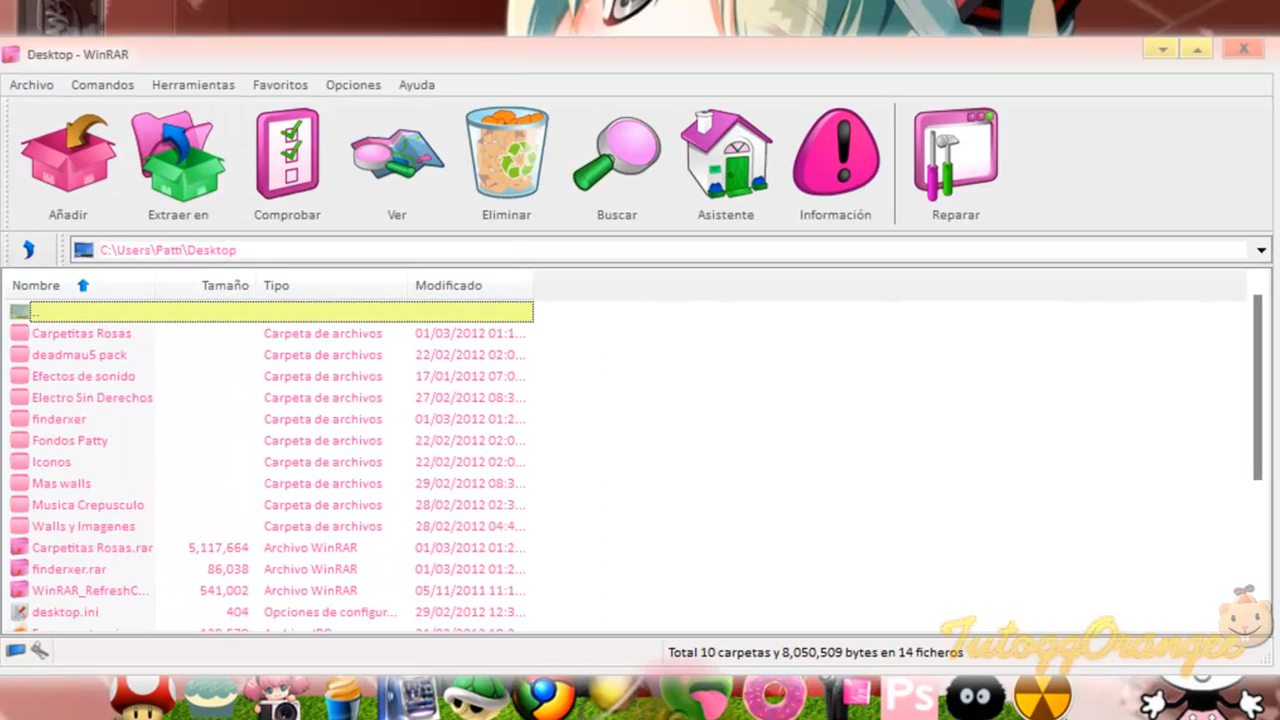 Desktop - WinRAR
Archivo Comandos Herramientas Favoritos Opciones Ayuda
Añadir Extraer en Comprobar Ver Eliminar Buscar Asistente Información Reparar
C:\Users\Patti\Desktop
Nombre Tamaño Tipo Modificado
..
Carpetitas Rosas Carpeta de archivos 01/03/2012 01:1...
deadmau5 pack Carpeta de archivos 22/02/2012 02:0...
Efectos de sonido Carpeta de archivos 17/01/2012 07:0...
Electro Sin Derechos Carpeta de archivos 27/02/2012 08:3...
finderxer Carpeta de archivos 01/03/2012 01:2...
Fondos Patty Carpeta de archivos 22/02/2012 02:0...
Iconos Carpeta de archivos 22/02/2012 02:0...
Mas walls Carpeta de archivos 29/02/2012 08:3...
Musica Crepusculo Carpeta de archivos 28/02/2012 02:3...
Walls y Imagenes Carpeta de archivos 28/02/2012 04:4...
Carpetitas Rosas.rar 5,117,664 Archivo WinRAR 01/03/2012 01:2...
finderxer.rar 86,038 Archivo WinRAR 01/03/2012 01:2...
WinRAR_RefreshC... 541,002 Archivo WinRAR 05/11/2011 11:1...
desktop.ini 404 Opciones de configur... 29/02/2012 12:3...
Total 10 carpetas y 8,050,509 bytes en 14 ficheros
Ps